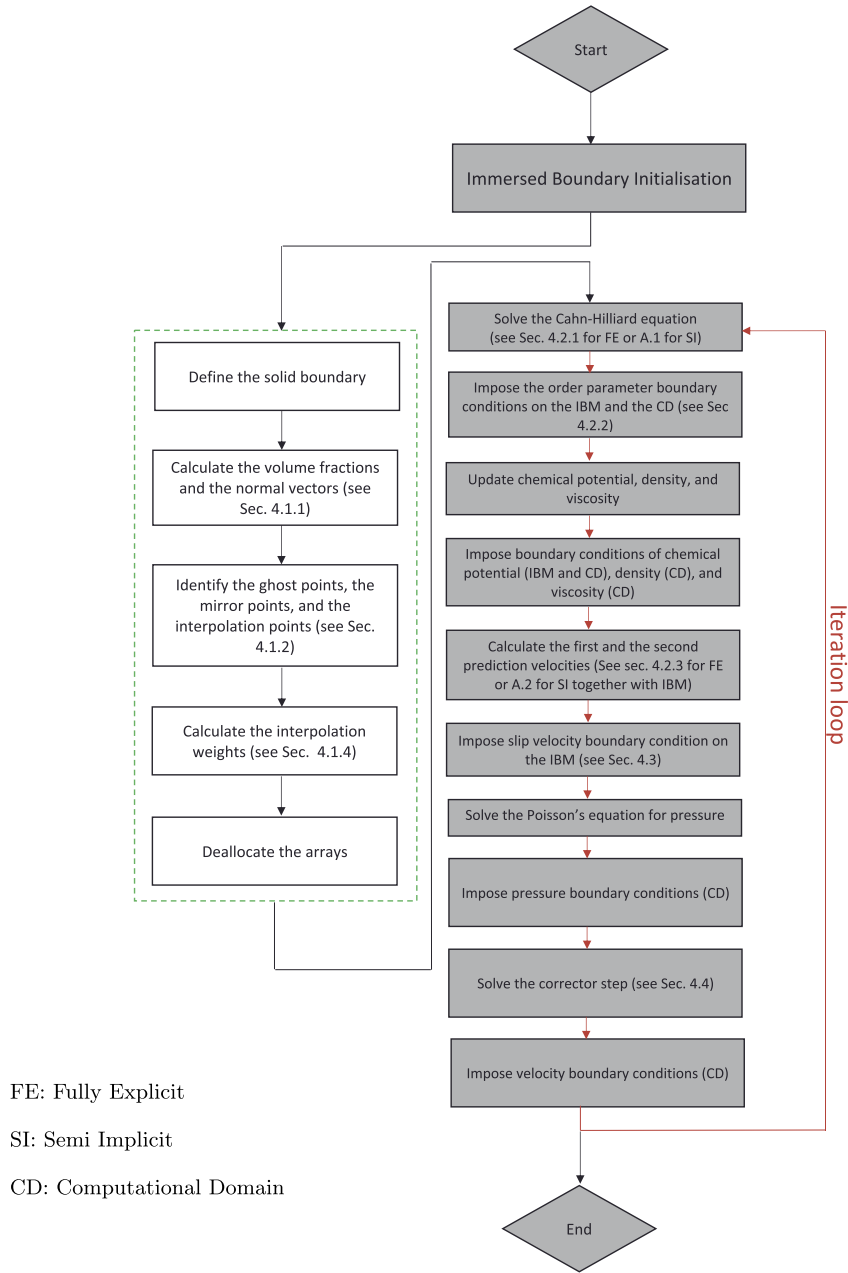 Start
Immersed Boundary Initialisation
Define the solid boundary
Calculate the volume fractions
and the normal vectors (see
Sec. 4.1.1)
Identify the ghost points, the
mirror points, and the
interpolation points (see Sec.
4.1.2)
Calculate the interpolation
weights (see Sec. 4.1.4)
Deallocate the arrays
Solve the Cahn-Hilliard equation
(see Sec. 4.2.1 for FE or A.1 for SI)
Impose the order parameter boundary
conditions on the IBM and the CD (see Sec
4.2.2)
Update chemical potential, density, and
viscosity
Impose boundary conditions of chemical
potential (IBM and CD), density (CD), and
viscosity (CD)
Calculate the first and the second
prediction velocities (See sec. 4.2.3 for FE
or A.2 for SI together with IBM)
Impose slip velocity boundary condition on
the IBM (see Sec. 4.3)
Solve the Poisson's equation for pressure
Impose pressure boundary conditions (CD)
Solve the corrector step (see Sec. 4.4)
Impose velocity boundary conditions (CD)
Iteration loop
End
FE: Fully Explicit
SI: Semi Implicit
CD: Computational Domain